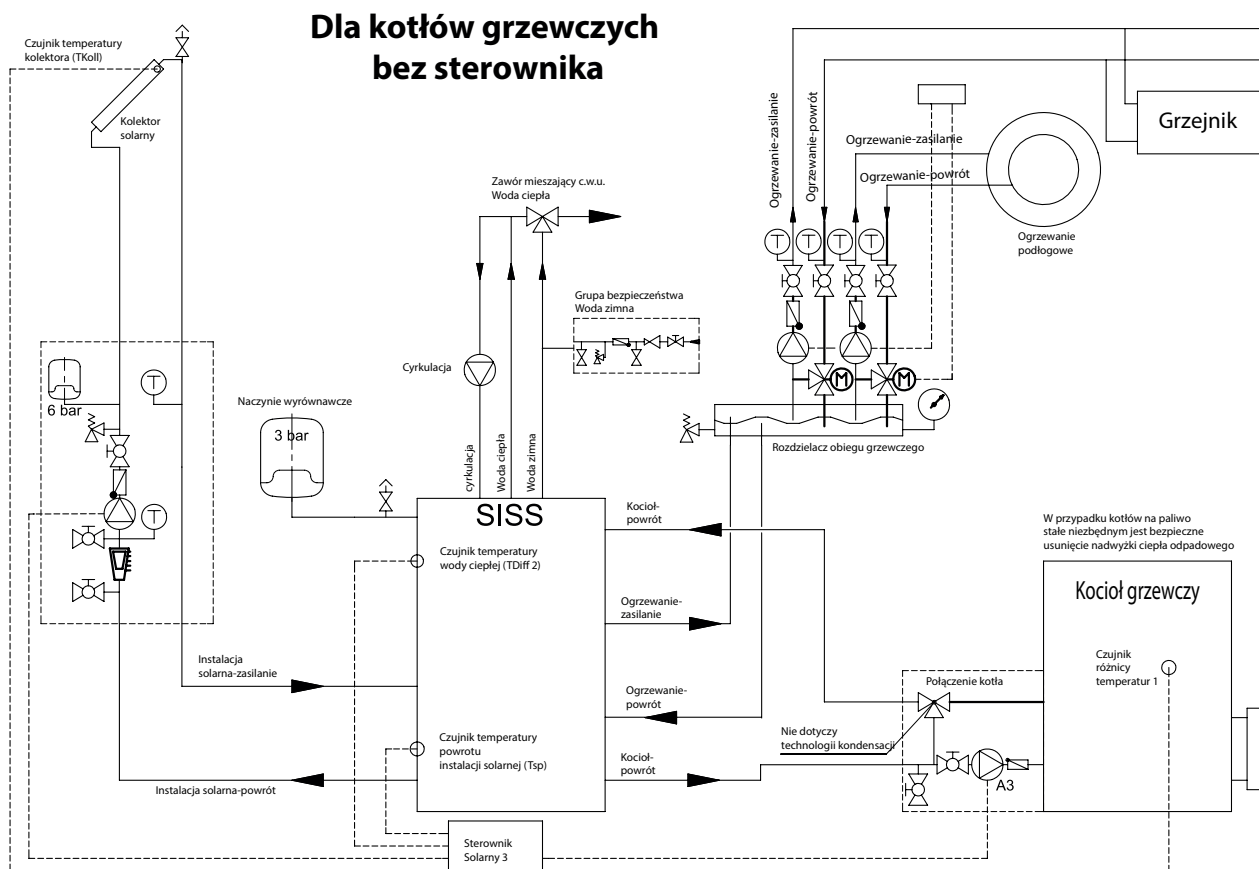 Dla kotłów grzewczych
bez sterownika
Czujnik temperatury
kolektora (TKoll)
Kolektor
solarny
Zawór mieszający c.w.u.
Woda ciepła
Grupa bezpieczeństwa
Woda zimna
Cyrkulacja
cyrkulacja
Woda ciepła
Woda zimna
Ogrzewanie-zasilanie
Ogrzewanie-powrót
Ogrzewanie-zasilanie
Ogrzewanie-powrót
Grzejnik
Ogrzewanie
podłogowe
T
T
T
T
M
M
Rozdzielacz obiegu grzewczego
6 bar
T
T
Naczynie wyrównawcze
3 bar
SISS
Czujnik temperatury
wody ciepłej (TDiff 2)
Czujnik temperatury
powrotu
instalacji solarnej (Tsp)
Instalacja
solarna-zasilanie
Instalacja solarna-powrót
Kocioł-
powrót
Ogrzewanie-
zasilanie
Ogrzewanie-
powrót
Kocioł-
powrót
W przypadku kotłów na paliwo
stałe niezbędnym jest bezpieczne
usunięcie nadwyżki ciepła odpadowego
Kocioł grzewczy
Czujnik
różnicy
temperatur 1
Połączenie kotła
Nie dotyczy
technologii kondensacji
A3
Sterownik
Solarny 3